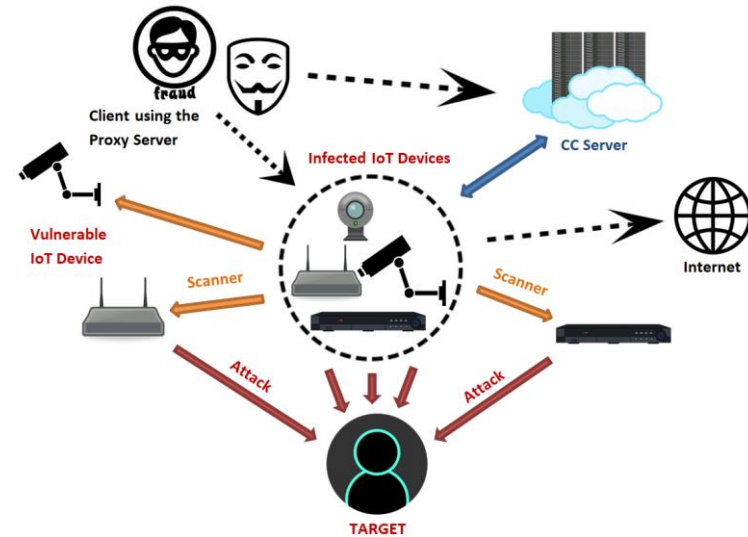 fraud
Client using the
Proxy Server
CC Server
Infected IoT Devices
Vulnerable
IoT Device
Internet
Scanner
Scanner
Attack
Attack
TARGET